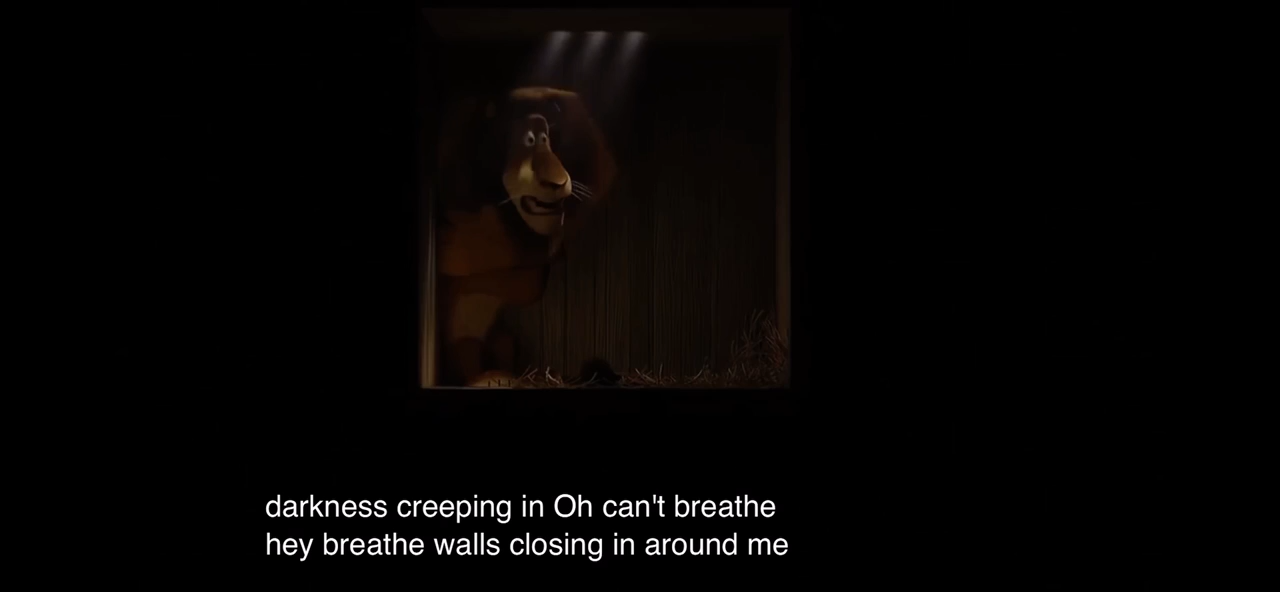 darkness creeping in Oh can't breathe
hey breathe walls closing in around me